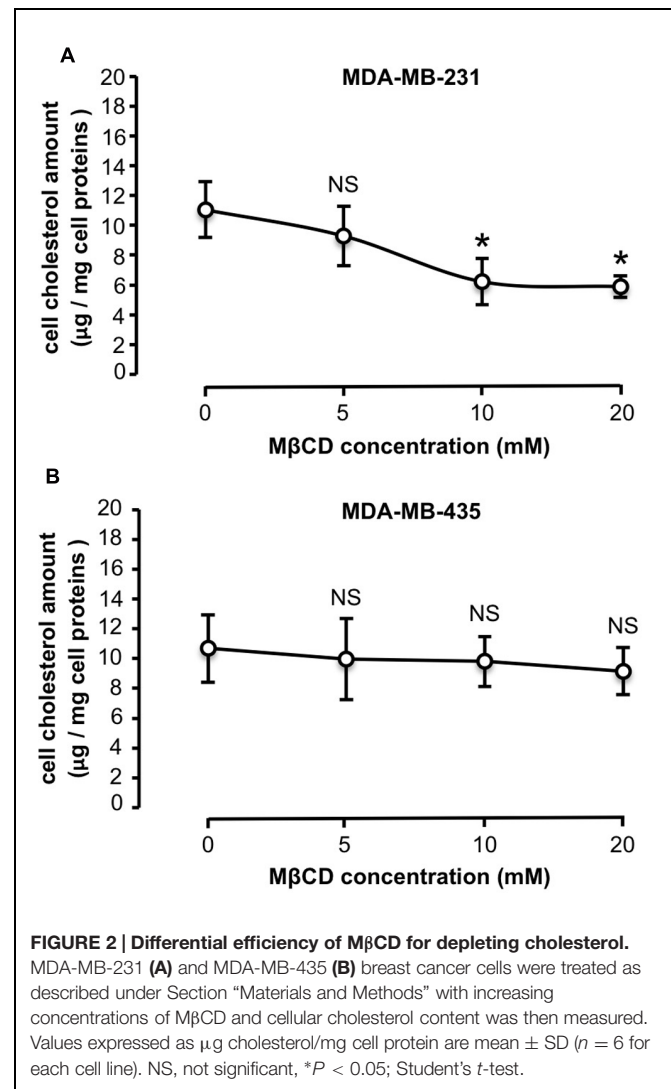 A
MDA-MB-231
cell cholesterol amount
(µg / mg cell proteins )
20
18
16
14
12
10
8
6
4
2
0
NS
*
*
0 5 10 20
MβCD concentration (mM)
B
MDA-MB-435
cell cholesterol amount
(µg / mg cell proteins )
20
18
16
14
12
10
8
6
4
2
0
NS
NS
NS
0 5 10 20
MβCD concentration (mM)
FIGURE 2 | Differential efficiency of MβCD for depleting cholesterol.
MDA-MB-231 (A) and MDA-MB-435 (B) breast cancer cells were treated as
described under Section “Materials and Methods” with increasing
concentrations of MβCD and cellular cholesterol content was then measured.
Values expressed as µg cholesterol/mg cell protein are mean ± SD (n = 6 for
each cell line). NS, not significant, *P < 0.05; Student’s t-test.